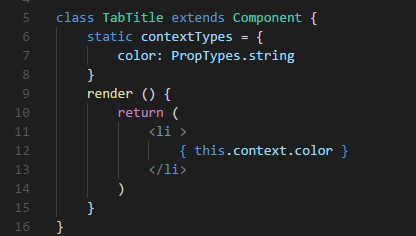 5 class TabTitle extends Component {
6     static contextTypes = {
7         color: PropTypes.string
8     }
9     render () {
10         return (
11             <li >
12                 { this.context.color }
13             </li>
14         )
15     }
16 }